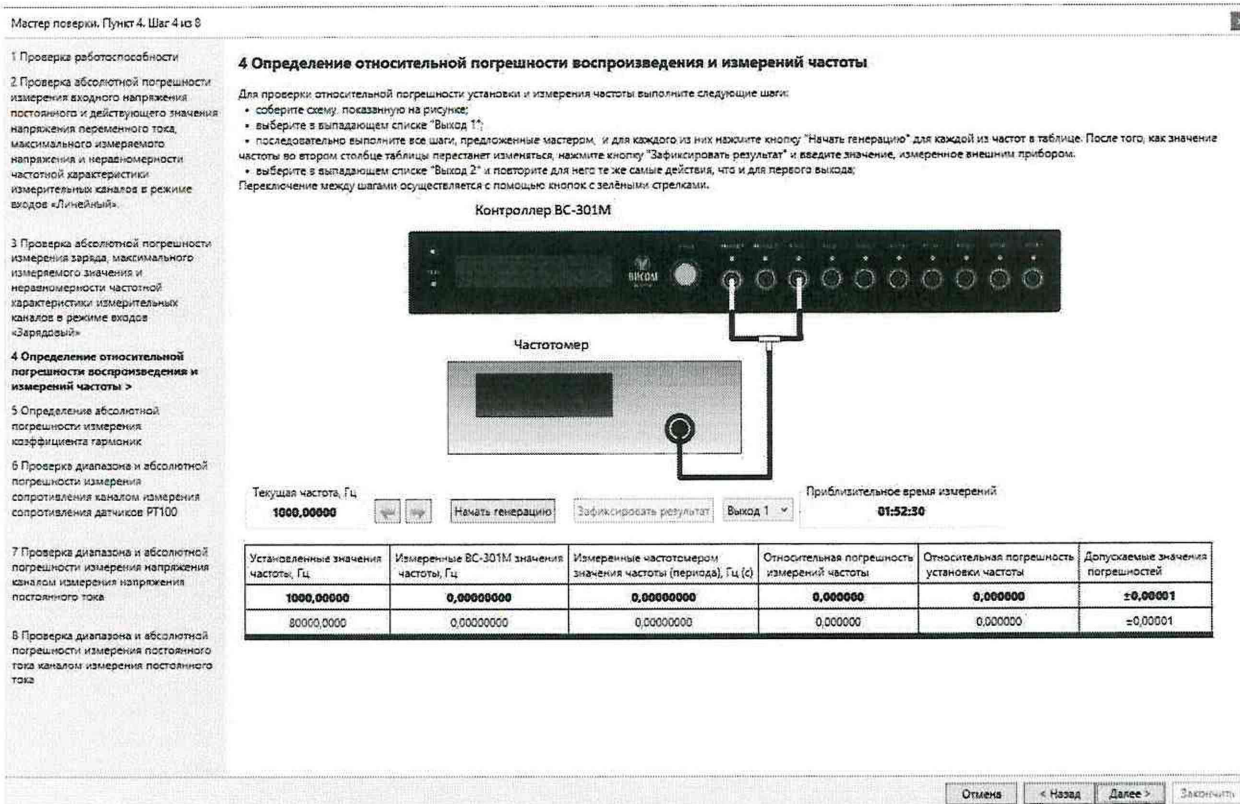 Мастер поверки. Пункт 4. Шаг 4 из 8
1 Проверка работоспособности
2 Проверка абсолютной погрешности
измерения входного напряжения
постоянного и действующего значения
напряжения переменного тока,
максимального измеряемого
напряжения и неравномерности
частотной характеристики
измерительных каналов в режиме
входов «Линейный».
3 Проверка абсолютной погрешности
измерения заряда, максимального
измеряемого значения и
неравномерности частотной
характеристики измерительных
каналов в режиме входов
«Зарядовый»
4 Определение относительной
погрешности воспроизведения и
измерений частоты >
5 Определение абсолютной
погрешности измерения
коэффициента гармоник
6 Проверка диапазона и абсолютной
погрешности измерения
сопротивления каналом измерения
сопротивления датчиков PT100
7 Проверка диапазона и абсолютной
погрешности измерения напряжения
каналом измерения напряжения
постоянного тока
8 Проверка диапазона и абсолютной
погрешности измерения постоянного
тока каналом измерения постоянного
тока
4 Определение относительной погрешности воспроизведения и измерений частоты
Для проверки относительной погрешности установки и измерения частоты выполните следующие шаги:
• соберите схему, показанную на рисунке;
• выберите в выпадающем списке "Выход 1";
• последовательно выполните все шаги, предложенные мастером, и для каждого из них нажмите кнопку "Начать генерацию" для каждой из частот в таблице. После того, как значение
частоты во втором столбце таблицы перестанет изменяться, нажмите кнопку "Зафиксировать результат" и введите значение, измеренное внешним прибором.
• выберите в выпадающем списке "Выход 2" и повторите для него те же самые действия, что и для первого выхода;
Переключение между шагами осуществляется с помощью кнопок с зелёными стрелками.
Контроллер ВС-301М
ВИСОМ
Частотомер
Текущая частота, Гц
1000,00000
Начать генерацию
Зафиксировать результат
Выход 1
Приблизительное время измерений
01:52:30
Установленные значения частоты, Гц
Измеренные ВС-301М значения частоты, Гц
Измеренные частотомером значения частоты (периода), Гц (с)
Относительная погрешность измерений частоты
Относительная погрешность установки частоты
Допускаемые значения погрешностей
1000,00000 0,00000000 0,00000000 0,000000 0,000000 ±0,00001
80000,0000 0,00000000 0,00000000 0,000000 0,000000 ±0,00001
Отмена
< Назад
Далее >
Закончить